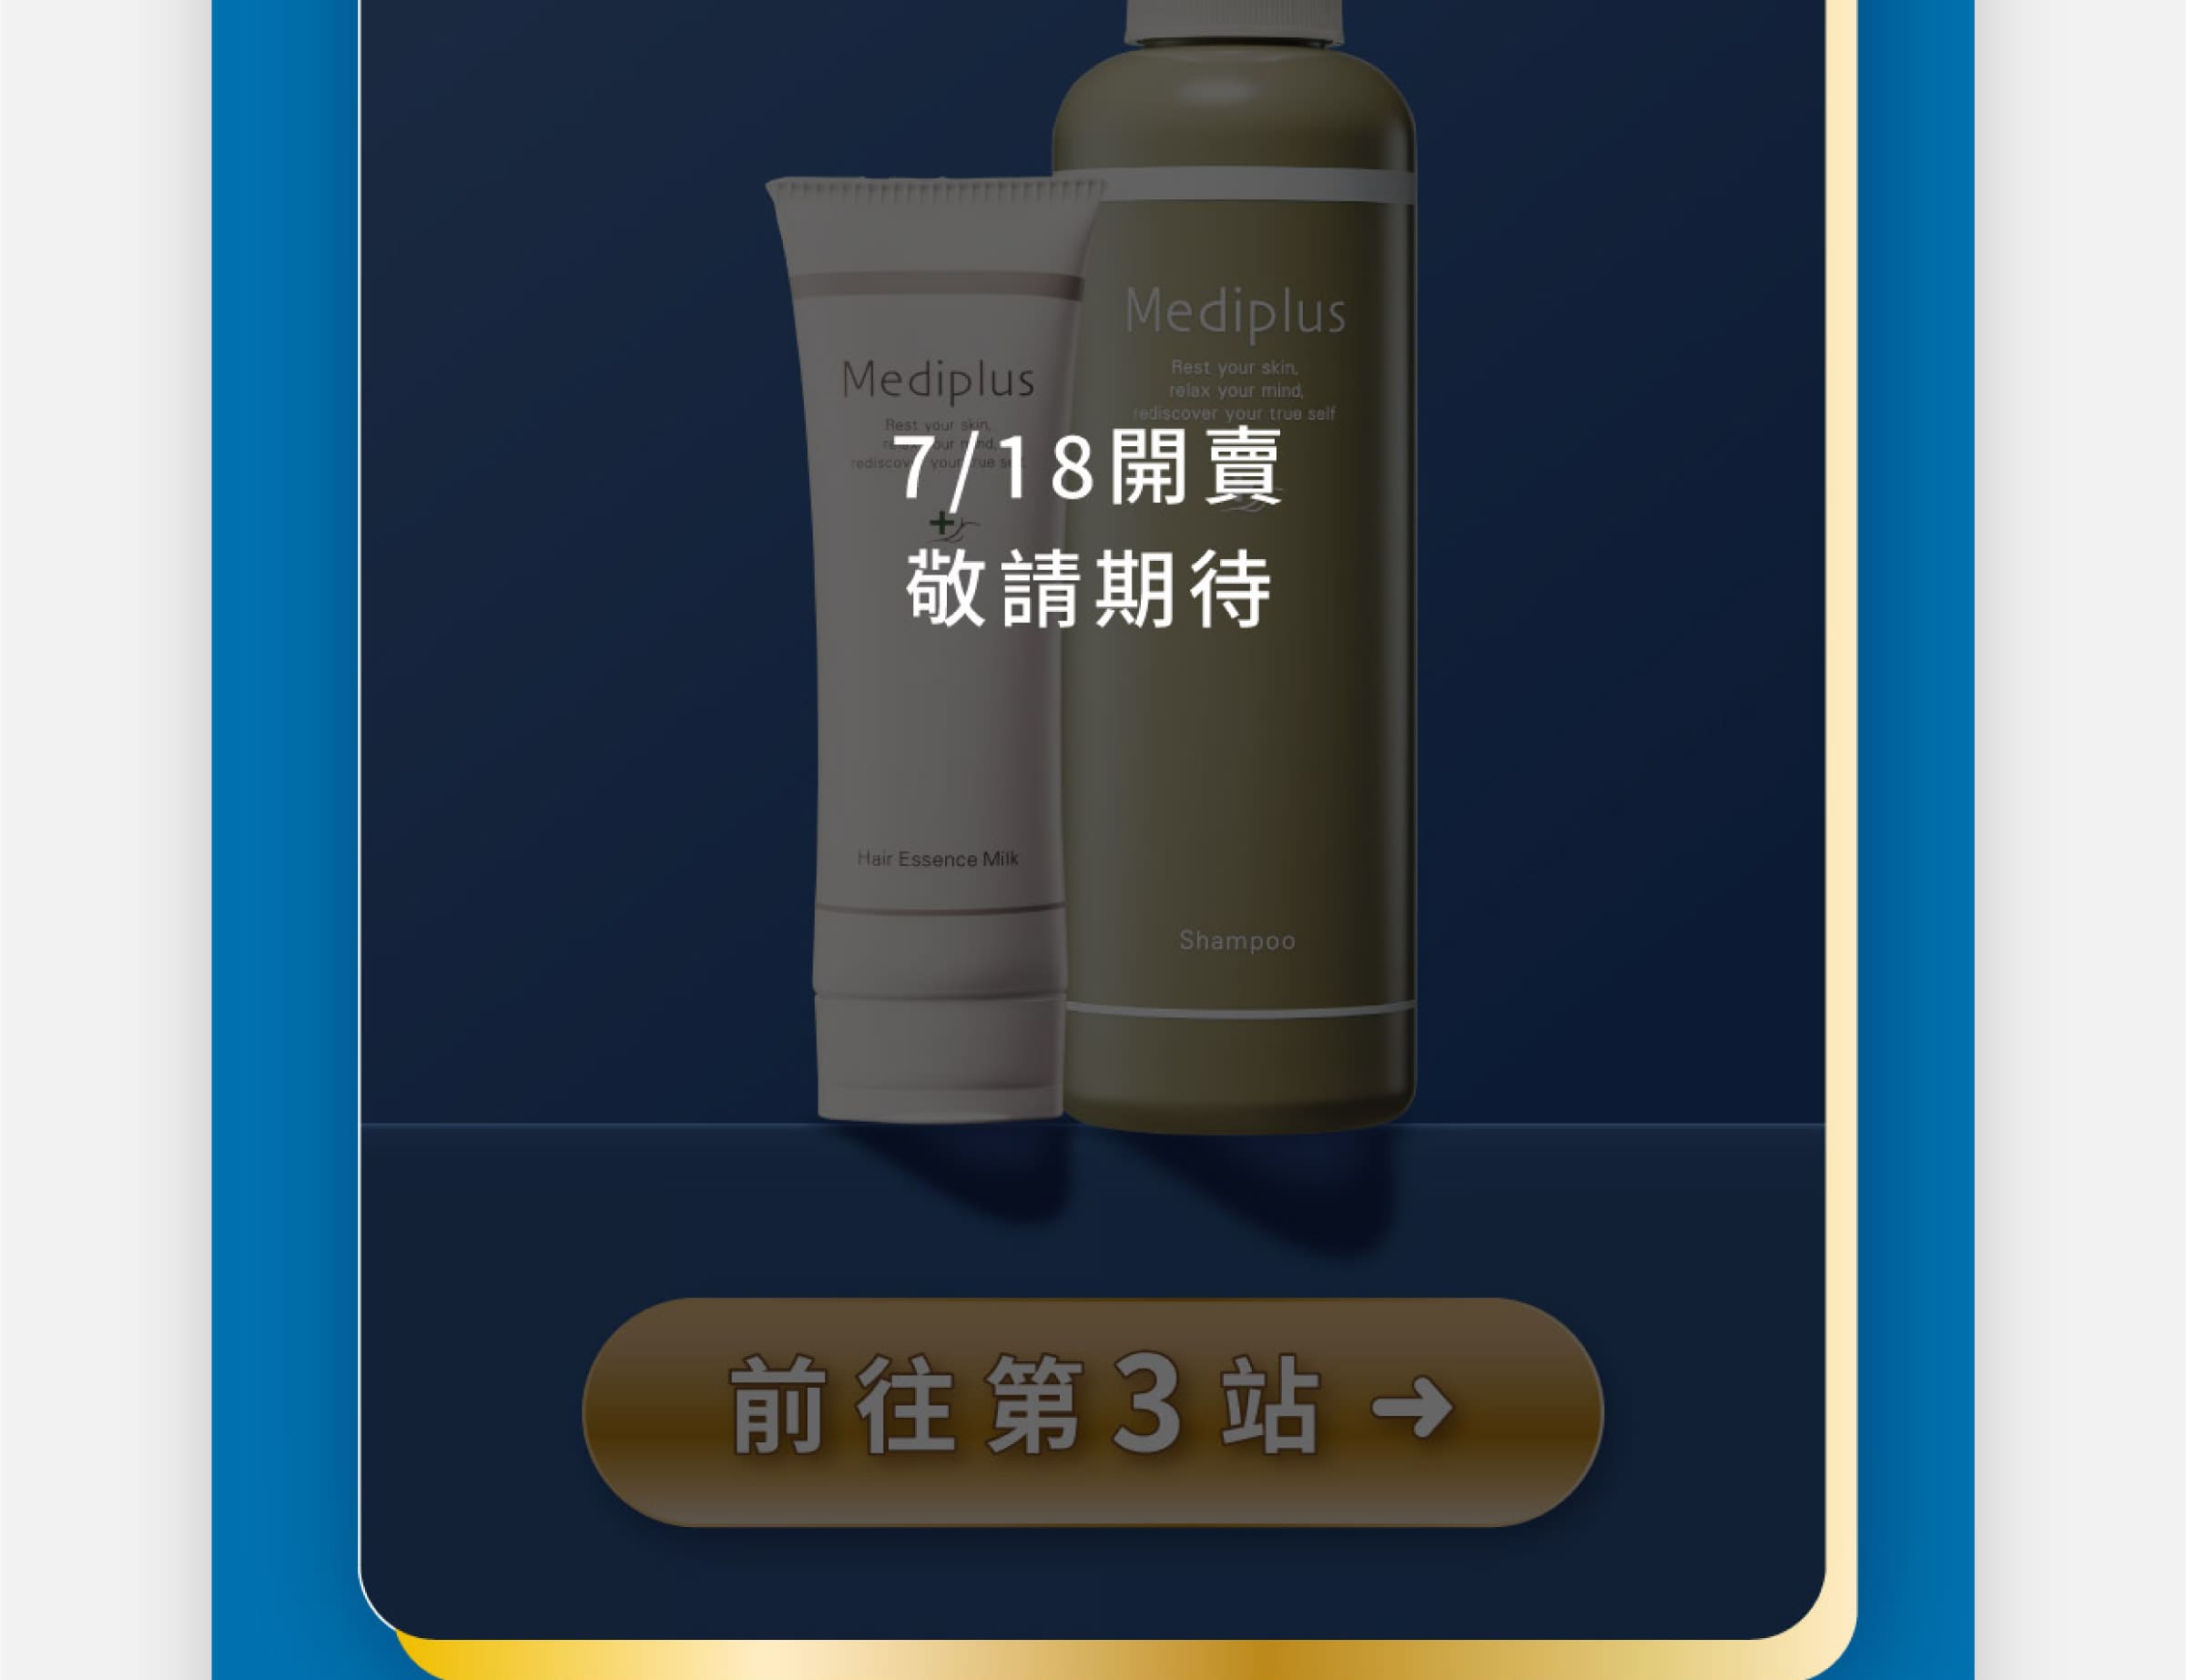 Mediplus
Rest your skin,
relax your mind,
rediscover your true self
Mediplus
Rest your skin,
7/18開賣
敬請期待
Hair Essence Milk
Shampoo
前往第3站 →